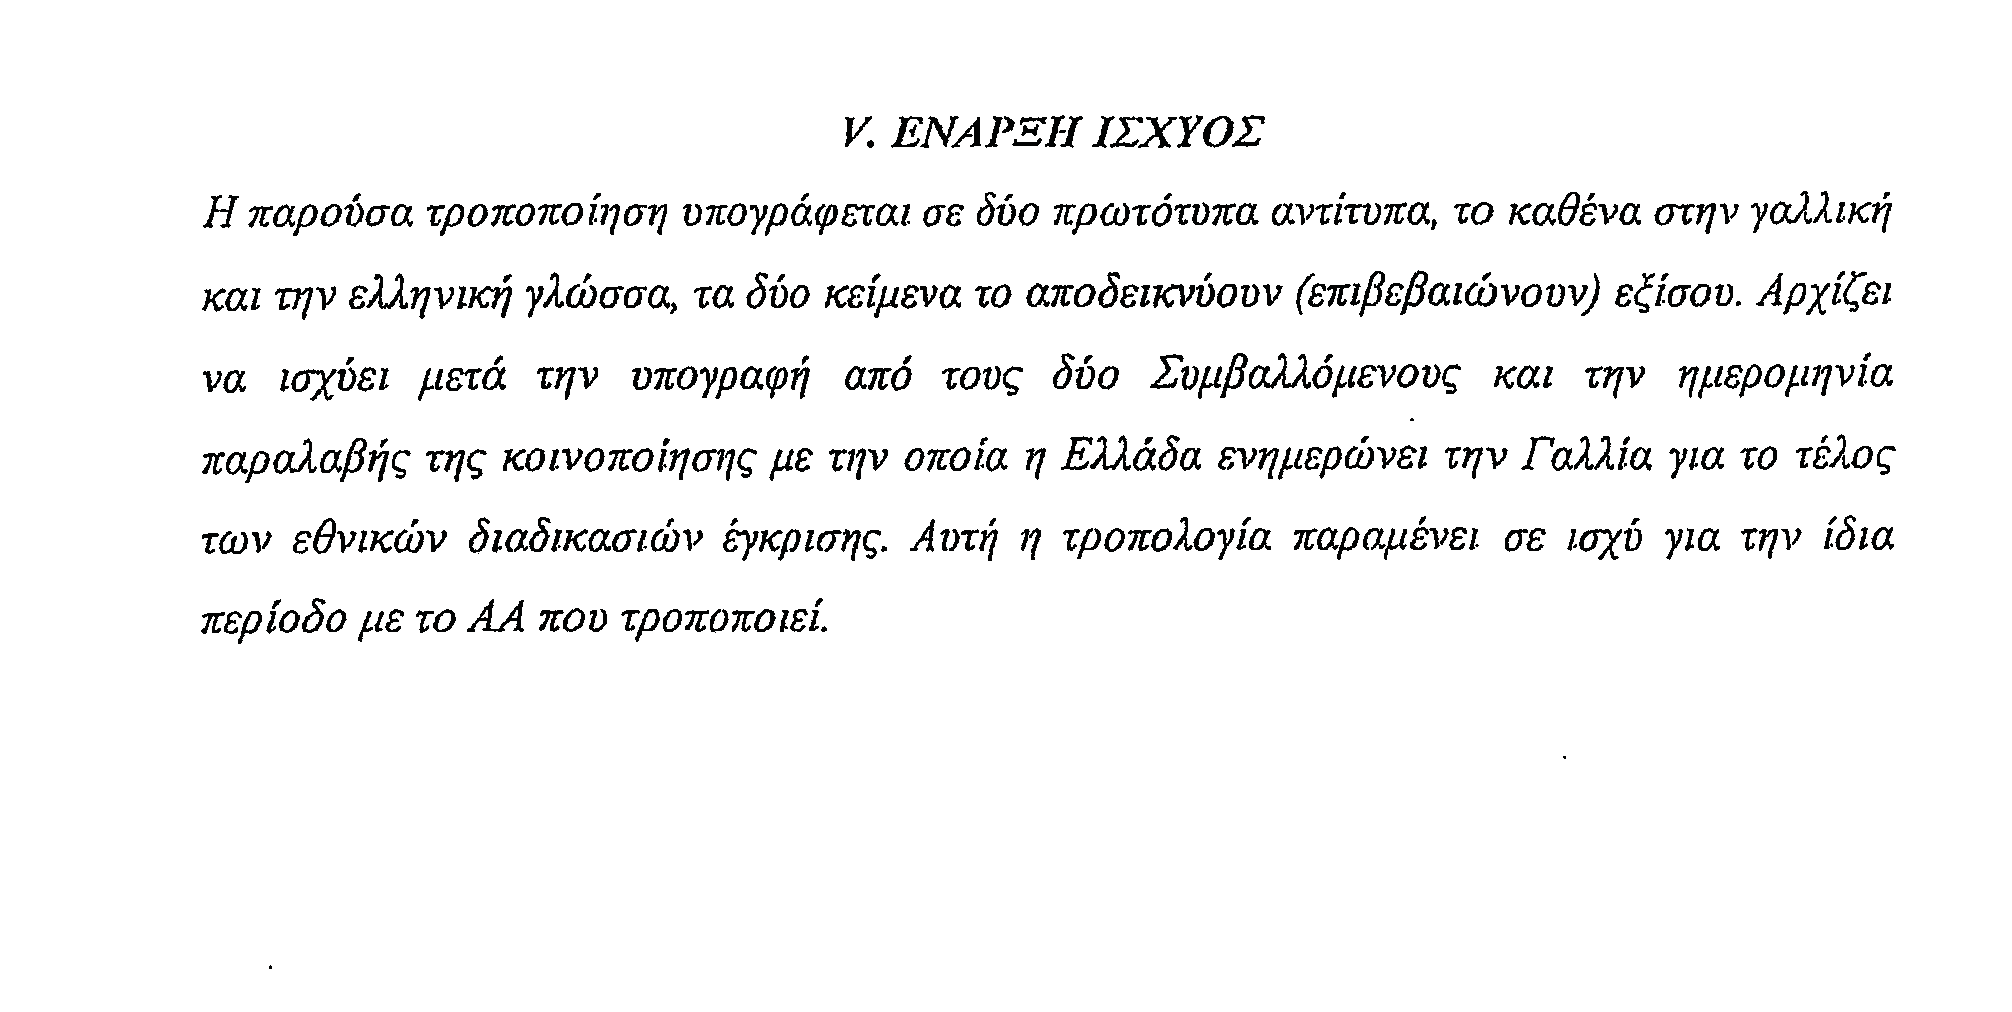 V. ΕΝΑΡΞΗ ΙΣΧΥΟΣ
Η παρούσα τροποποίηση υπογράφεται σε δύο πρωτότυπα αντίτυπα, το καθένα στην γαλλική
και την ελληνική γλώσσα, τα δύο κείμενα το αποδεικνύουν (επιβεβαιώνουν) εξίσου. Αρχίζει
να ισχύει μετά την υπογραφή από τους δύο Συμβαλλόμενους και την ημερομηνία
παραλαβής της κοινοποίησης με την οποία η Ελλάδα ενημερώνει την Γαλλία για το τέλος
των εθνικών διαδικασιών έγκρισης. Αυτή η τροπολογία παραμένει σε ισχύ για την ίδια
περίοδο με το ΑΑ που τροποποιεί.